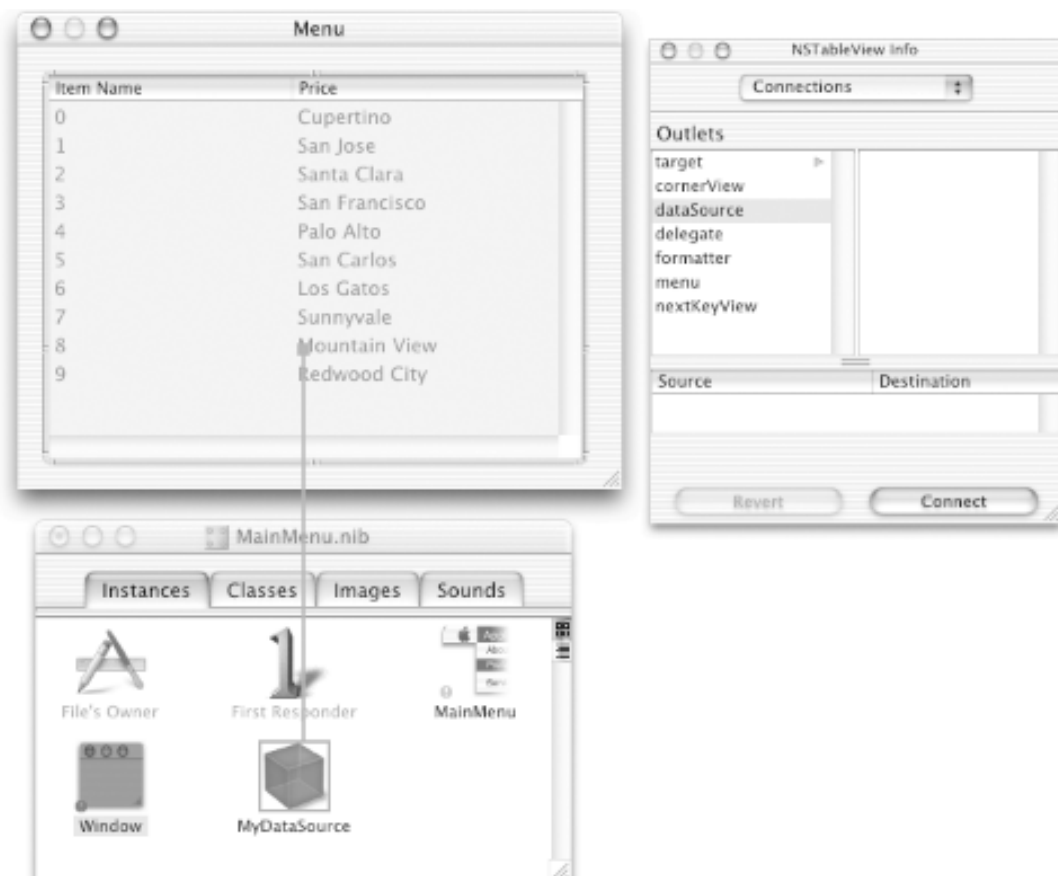 Menu
Item Name Price
0 Cupertino
1 San Jose
2 Santa Clara
3 San Francisco
4 Palo Alto
5 San Carlos
6 Los Gatos
7 Sunnyvale
8 Mountain View
9 Redwood City
NSTableView Info
Connections
Outlets
target
cornerView
dataSource
delegate
formatter
menu
nextKeyView
Source Destination
Revert Connect
MainMenu.nib
Instances Classes Images Sounds
1
File's Owner First Responder MainMenu
Window MyDataSource